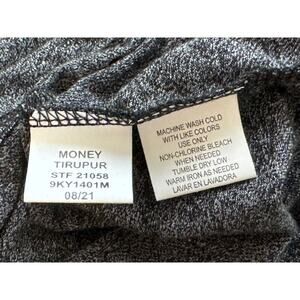 MONEY
TIRUPUR
STF 21058
9KY1401M
08/21
MACHINE WASH COLD
WITH LIKE COLORS
USE ONLY
NON-CHLORINE BLEACH
WHEN NEEDED
TUMBLE DRY LOW
WARM IRON AS NEEDED
LAVAR EN LAVADORA